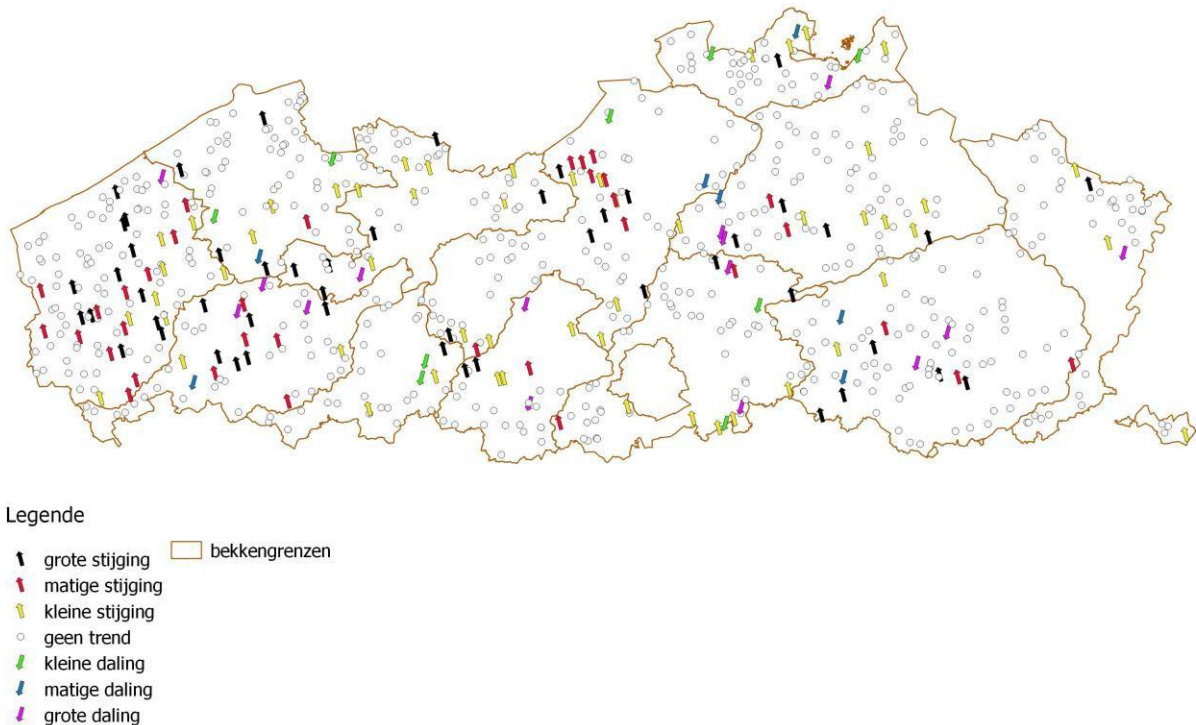 Legende
grote stijging
bekkengrenzen
matige stijging
kleine stijging
geen trend
kleine daling
matige daling
grote daling